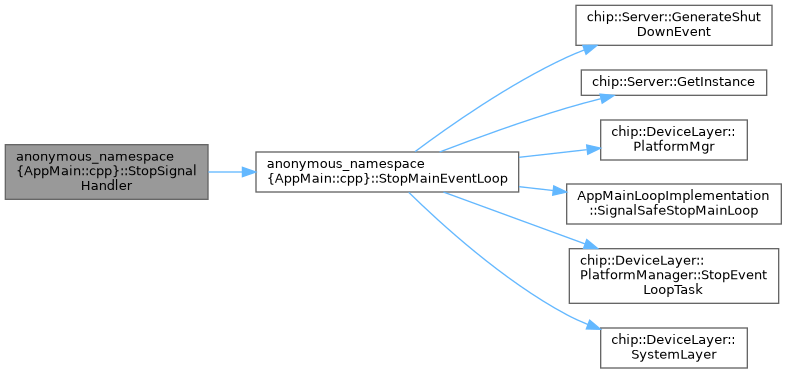 anonymous_namespace
{AppMain::cpp}::StopSignal
Handler
anonymous_namespace
{AppMain::cpp}::StopMainEventLoop
chip::Server::GenerateShut
DownEvent
chip::Server::GetInstance
chip::DeviceLayer::
PlatformMgr
AppMainLoopImplementation
::SignalSafeStopMainLoop
chip::DeviceLayer::
PlatformManager::StopEvent
LoopTask
chip::DeviceLayer::
SystemLayer